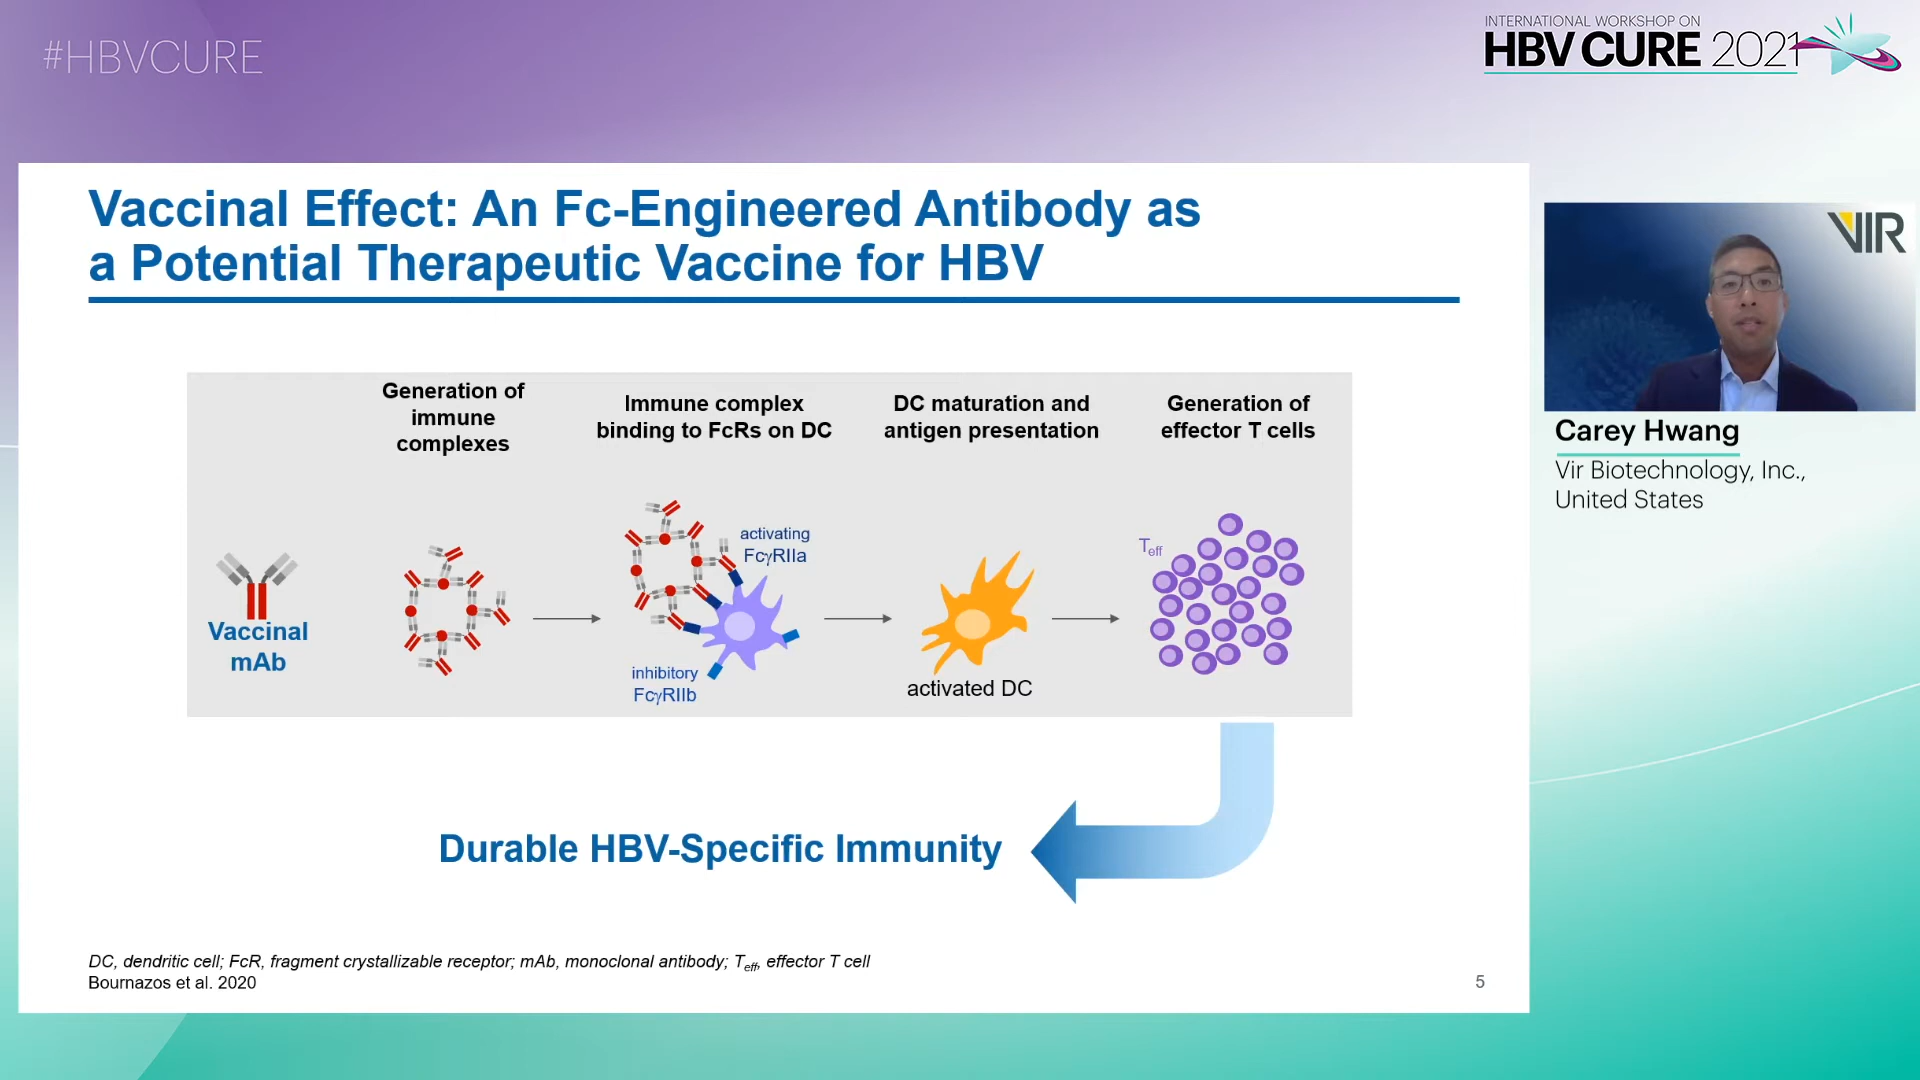 #HBVCURE
INTERNATIONAL WORKSHOP ON
HBV CURE 2021
Vaccinal Effect: An Fc-Engineered Antibody as
a Potential Therapeutic Vaccine for HBV
Generation of
immune
complexes
Immune complex
binding to FcRs on DC
DC maturation and
antigen presentation
Generation of
effector T cells
activating
FcγRIIa
Teff
Vaccinal
mAb
inhibitory
FcγRIIb
activated DC
Durable HBV-Specific Immunity
DC, dendritic cell; FcR, fragment crystallizable receptor; mAb, monoclonal antibody; Teff, effector T cell
Bournazos et al. 2020
5
VIR
Carey Hwang
Vir Biotechnology, Inc.,
United States